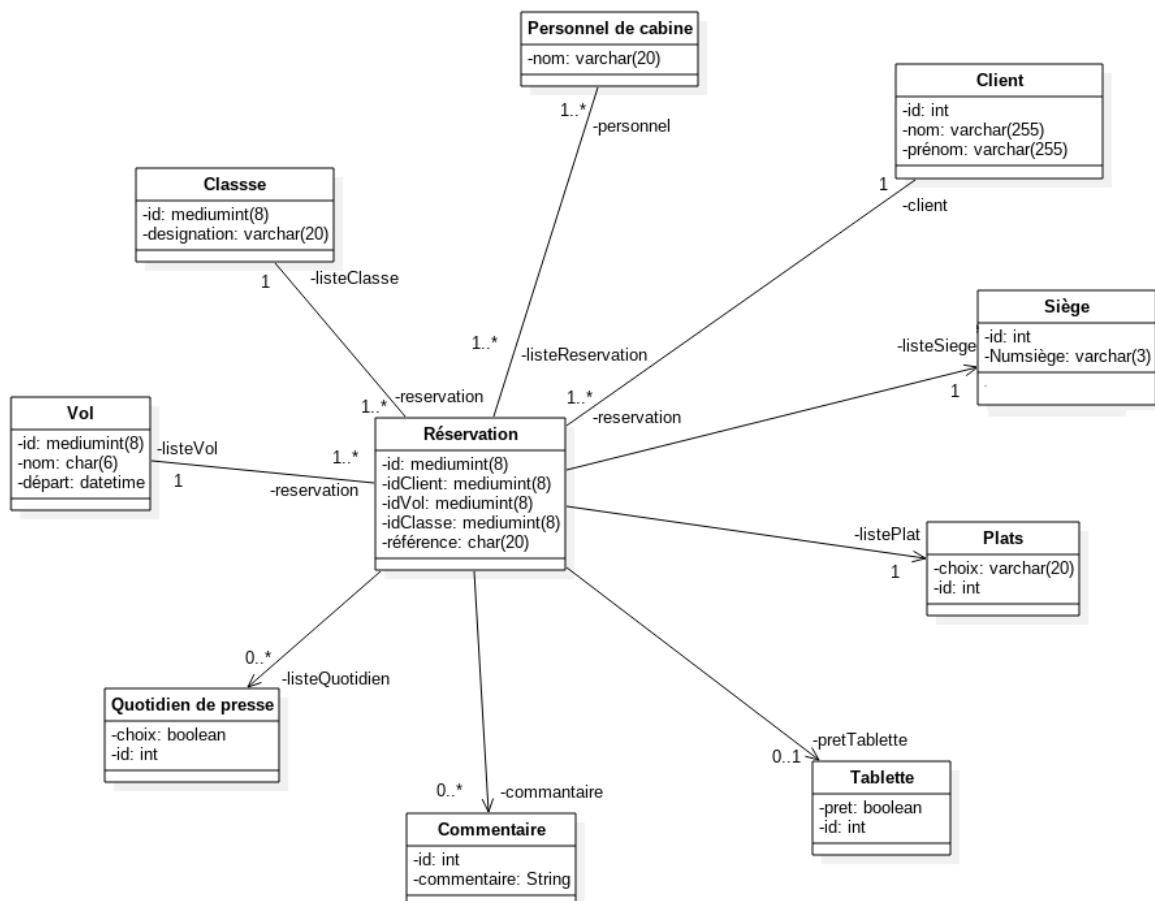 Personnel de cabine
-nom: varchar(20)
1..*
-personnel
Client
-id: int
-nom: varchar(255)
-prénom: varchar(255)
1
-client
Classse
-id: mediumint(8)
-designation: varchar(20)
1
-listeClasse
Siège
-id: int
-Numsiège: varchar(3)
-listeSiege
1
1..*
-listeReservation
-reservation
1..*
1..*
-reservation
Vol
-id: mediumint(8)
-nom: char(6)
-départ: datetime
-listeVol
1
1..*
-reservation
Réservation
-id: mediumint(8)
-idClient: mediumint(8)
-idVol: mediumint(8)
-idClasse: mediumint(8)
-référence: char(20)
-listePlat
1
Plats
-choix: varchar(20)
-id: int
0..*
-listeQuotidien
Quotidien de presse
-choix: boolean
-id: int
0..*
-commantaire
Commentaire
-id: int
-commentaire: String
-pretTablette
0..1
Tablette
-pret: boolean
-id: int